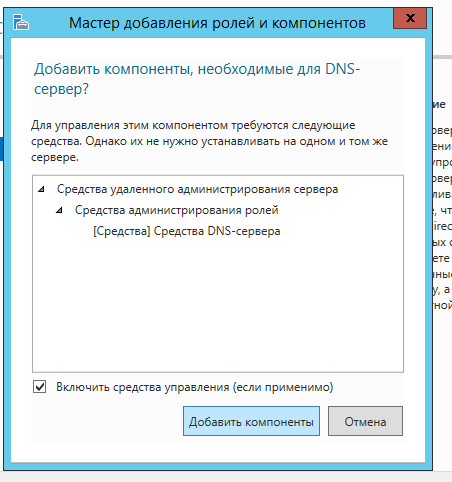 Мастер добавления ролей и компонентов
Добавить компоненты, необходимые для DNS-
сервер?
ие
Для управления этим компонентом требуются следующие
средства. Однако их не нужно устанавливать на одном и том же
сервере.
Средства удаленного администрирования сервера
Средства администрирования ролей
[Средства] Средства DNS-сервера
Включить средства управления (если применимо)
Добавить компоненты
Отмена